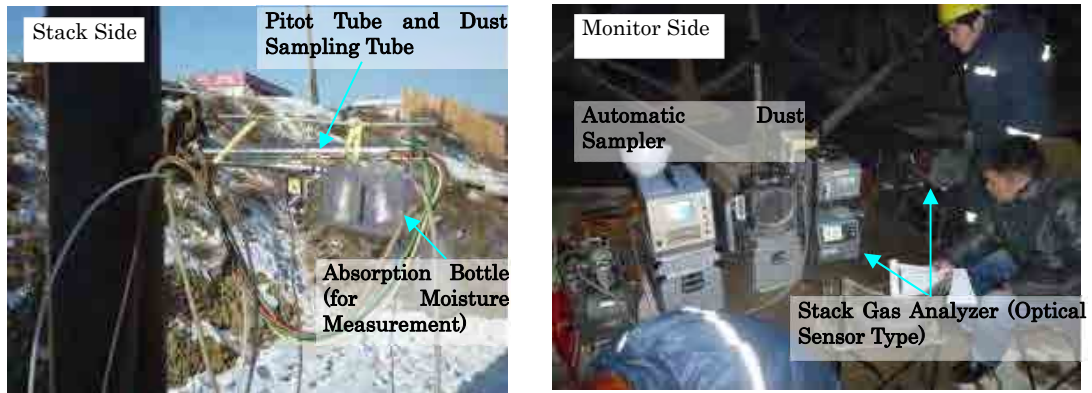 Stack Side
Pitot Tube and Dust
Sampling Tube
Absorption Bottle
(for Moisture
Measurement)
Monitor Side
Automatic Dust
Sampler
Stack Gas Analyzer (Optical
Sensor Type)